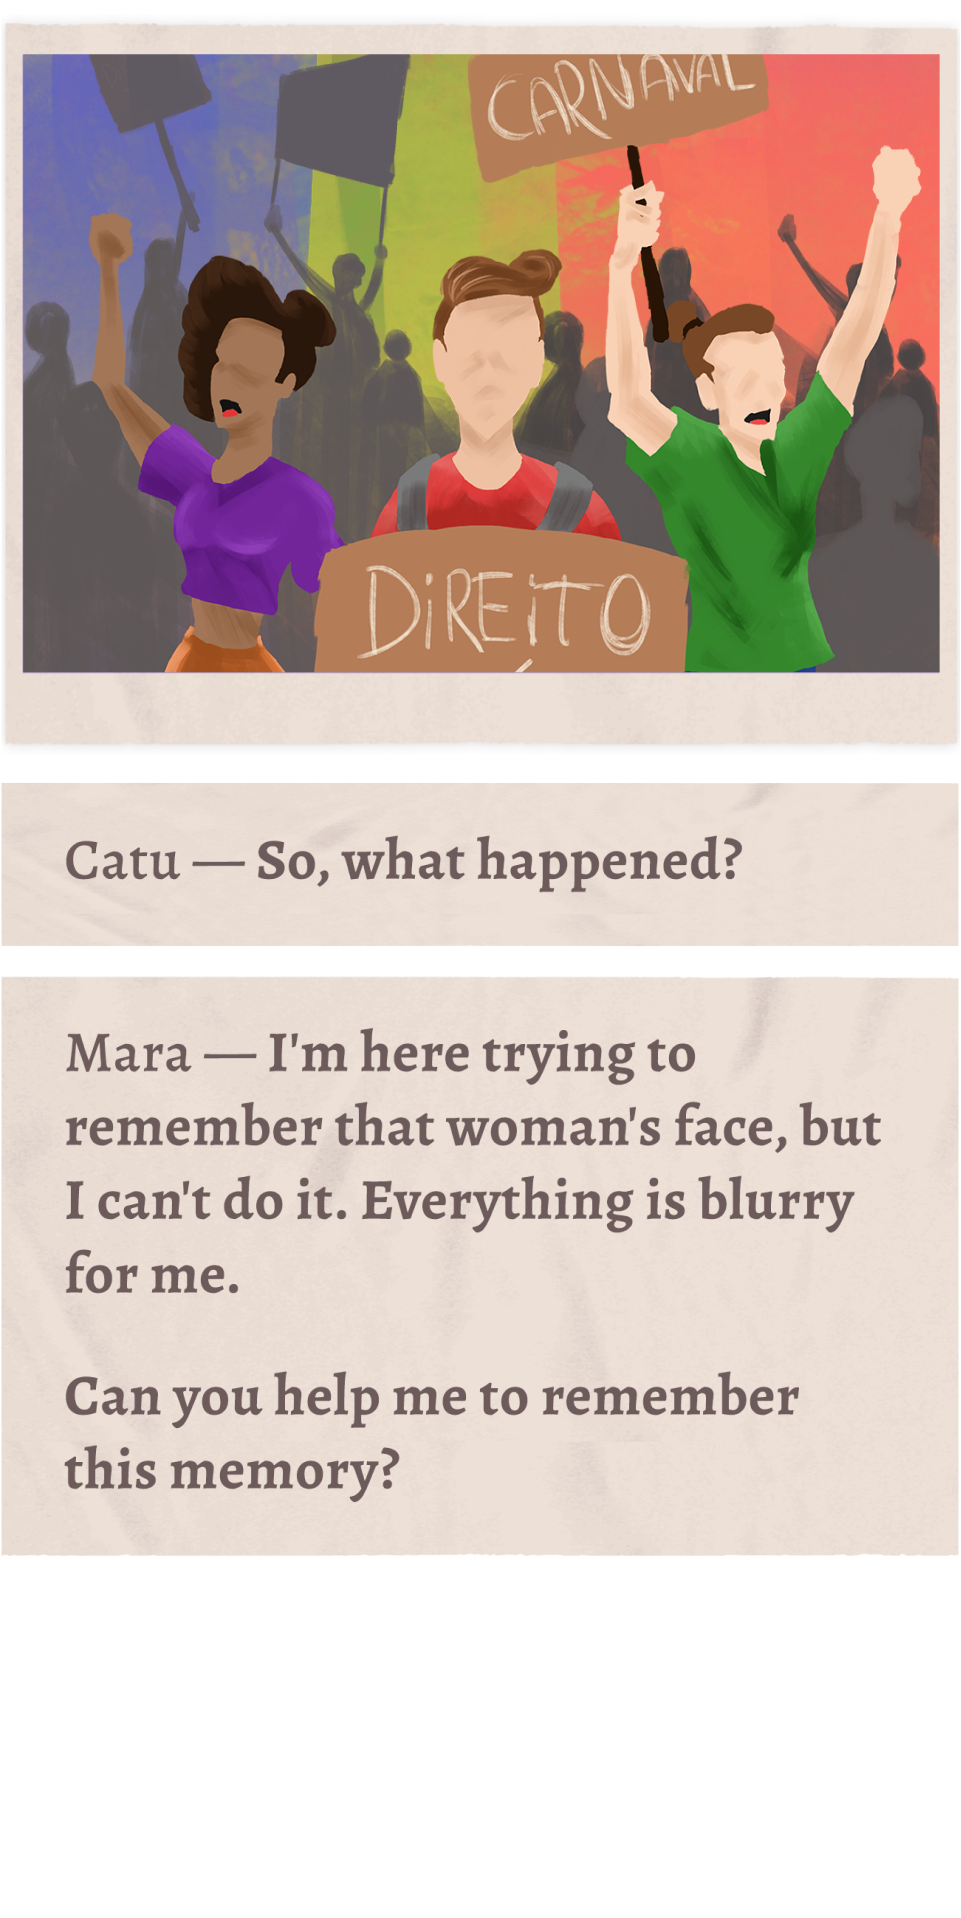 CARNAVAL
DiREiTO
Catu — So, what happened?
Mara — I'm here trying to
remember that woman's face, but
I can't do it. Everything is blurry
for me.
Can you help me to remember
this memory?